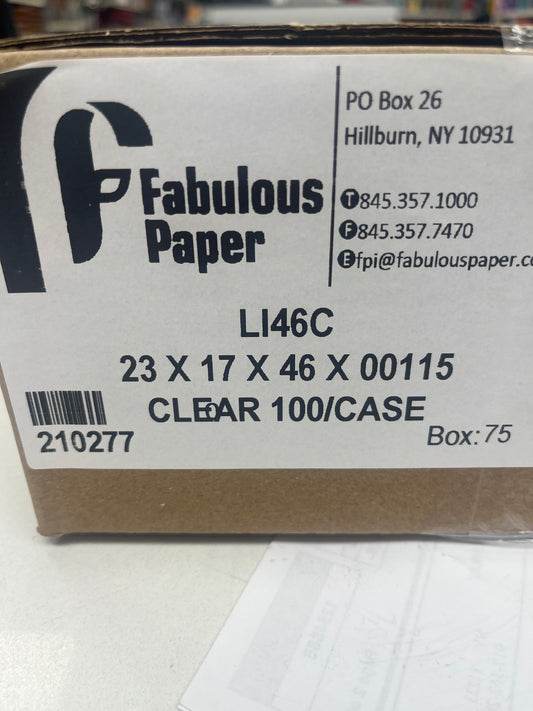 Fabulous
Paper
PO Box 26
Hillburn, NY 10931
T 845.357.1000
F 845.357.7470
E fpi@fabulouspaper.co
LI46C
23 X 17 X 46 X 00115
CLEAR 100/CASE
210277
Box: 75